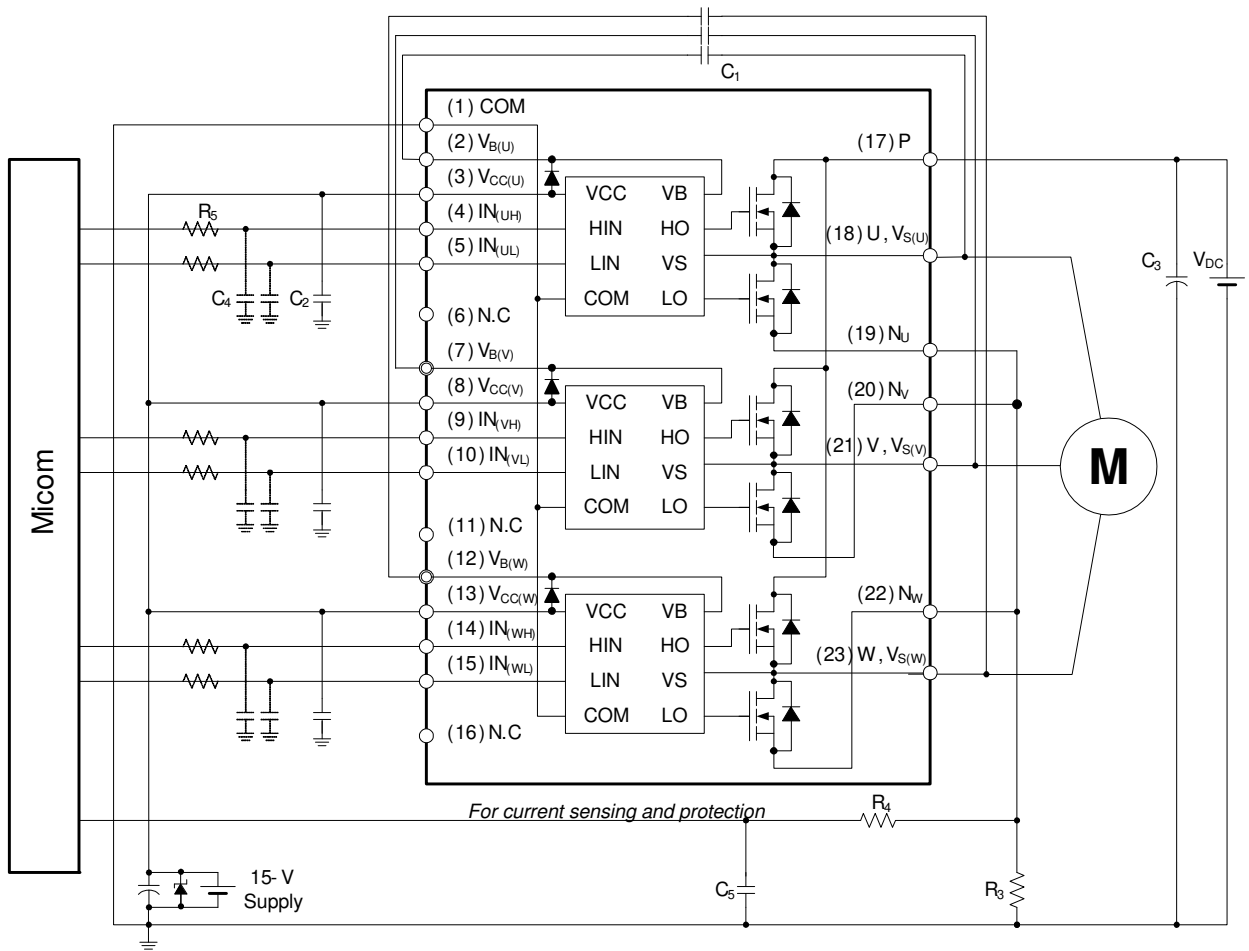 C1
(1) COM
(2) VB(U)
(3) VCC(U)
(4) IN(UH)
(5) IN(UL)
(6) N.C
(7) VB(V)
(8) VCC(V)
(9) IN(VH)
(10) IN(VL)
(11) N.C
(12) VB(W)
(13) VCC(W)
(14) IN(WH)
(15) IN(WL)
(16) N.C
VCC VB
HIN HO
LIN VS
COM LO
VCC VB
HIN HO
LIN VS
COM LO
VCC VB
HIN HO
LIN VS
COM LO
(17) P
(18) U, VS(U)
(19) NU
(20) NV
(21) V, VS(V)
(22) NW
(23) W, VS(W)
Micom
R5
C4
C2
C3
VDC
M
For current sensing and protection
R4
C5
R3
15-V
Supply